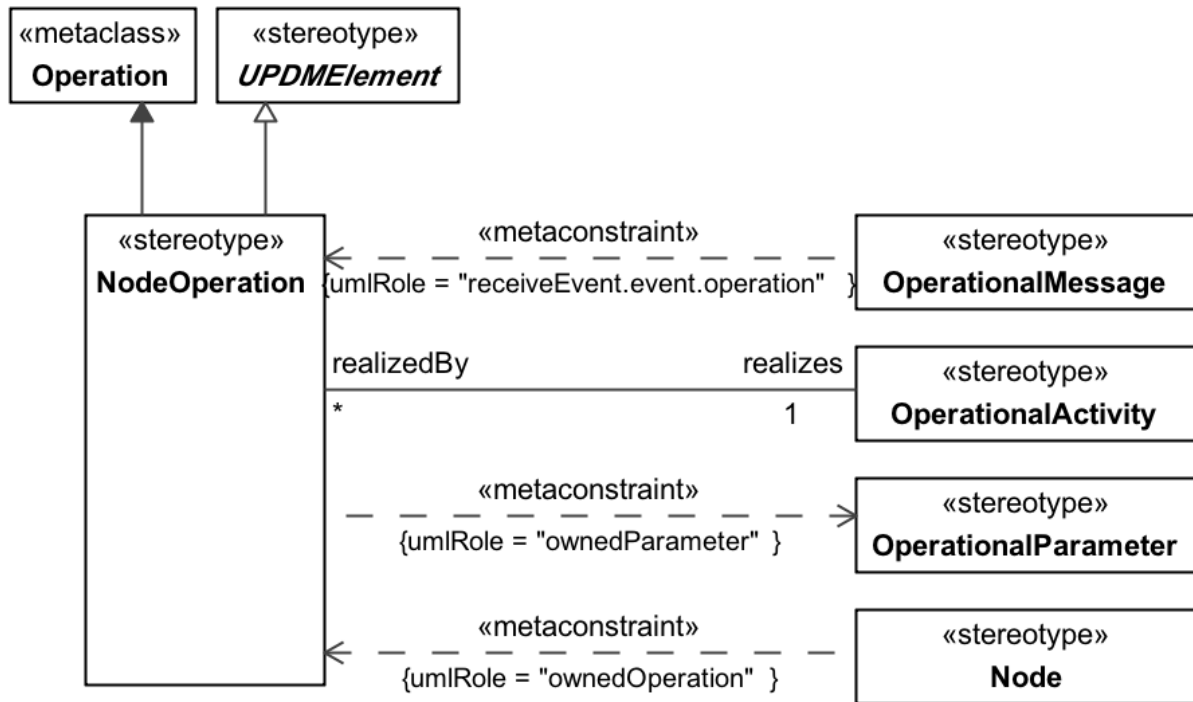 «metaclass»
Operation
«stereotype»
UPDMElement
«stereotype»
NodeOperation
«metaconstraint»
{umlRole = "receiveEvent.event.operation" }
«stereotype»
OperationalMessage
realizedBy
realizes
*
1
«stereotype»
OperationalActivity
«metaconstraint»
{umlRole = "ownedParameter" }
«stereotype»
OperationalParameter
«metaconstraint»
{umlRole = "ownedOperation" }
«stereotype»
Node